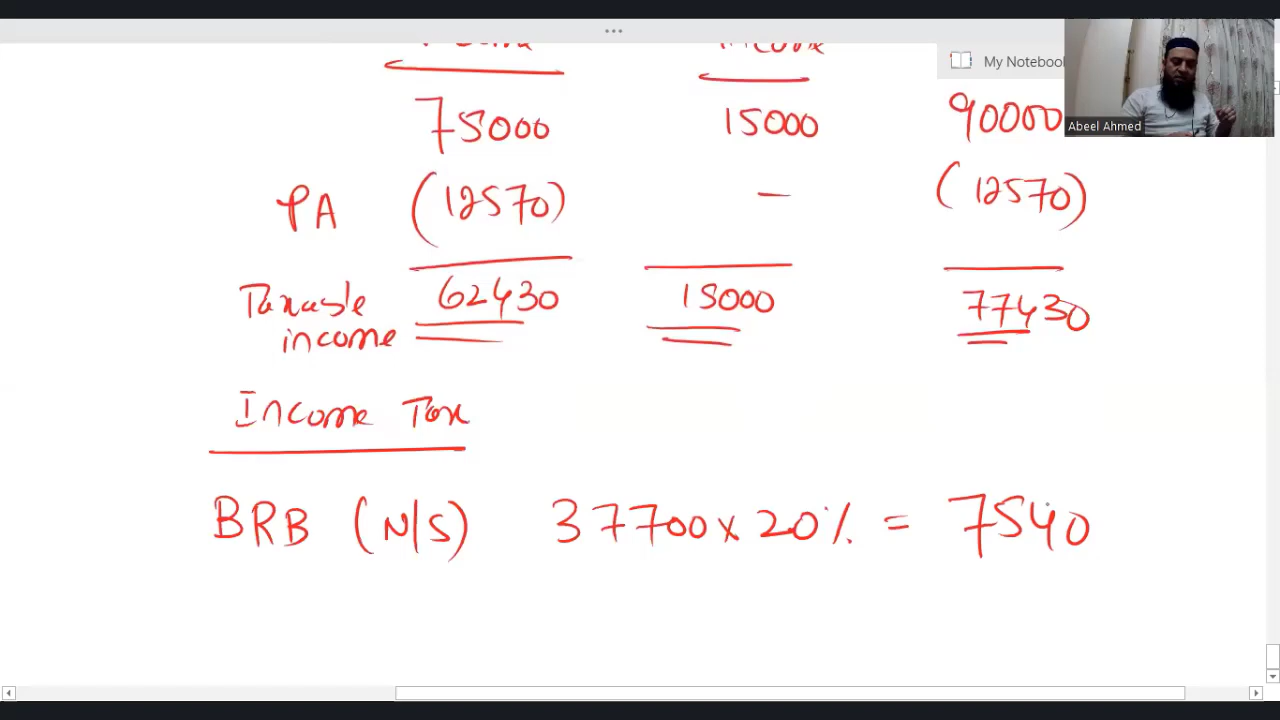 ...
My Notebook
income
75000 15000 90000
Abeel Ahmed
PA (12570) — (12570)
Taxable income 62430 15000 77430
Income Tax
BRB (N/S) 37700 x 20% = 7540